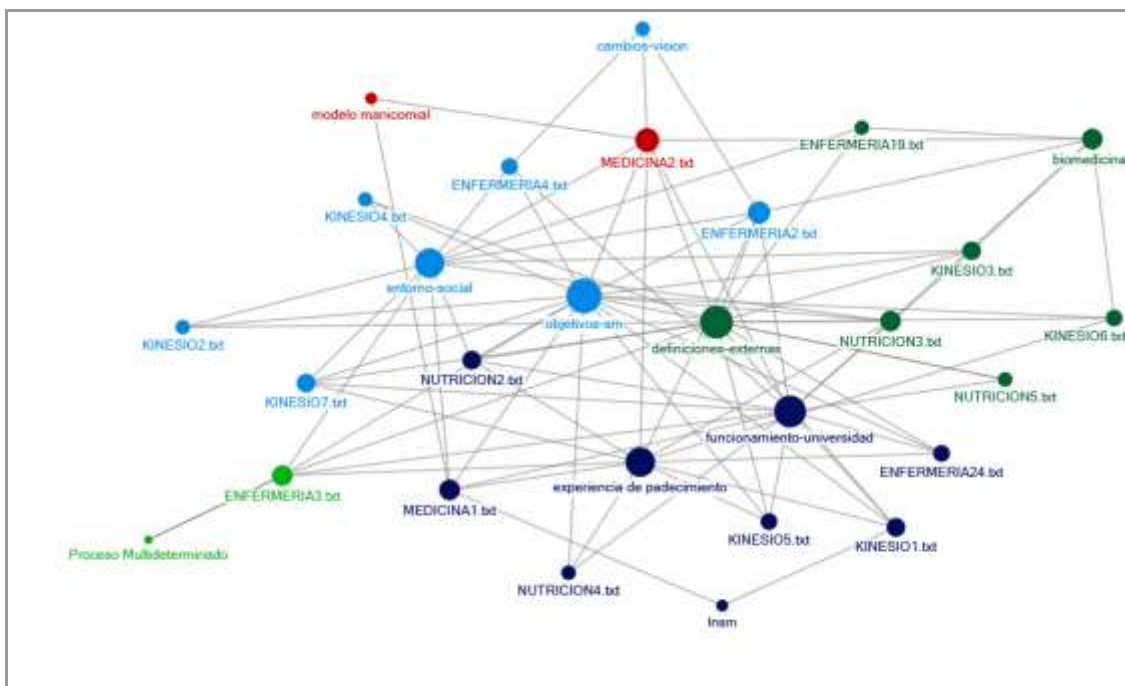 cambios-vision
modelo manicomial
MEDICINA2.txt
ENFERMERIA19.txt
biomedicina
ENFERMERIA4.txt
KINESIO4.txt
ENFERMERIA2.txt
KINESIO3.txt
entorno-social
objetivos-sm
KINESIO2.txt
definiciones-externas
NUTRICION3.txt
KINESIO6.txt
NUTRICION2.txt
KINESIO7.txt
NUTRICION5.txt
funcionamiento-universidad
ENFERMERIA24.txt
experiencia de padecimiento
ENFERMERIA3.txt
MEDICINA1.txt
KINESIO5.txt
KINESIO1.txt
Proceso Multideterminado
NUTRICION4.txt
lnsm